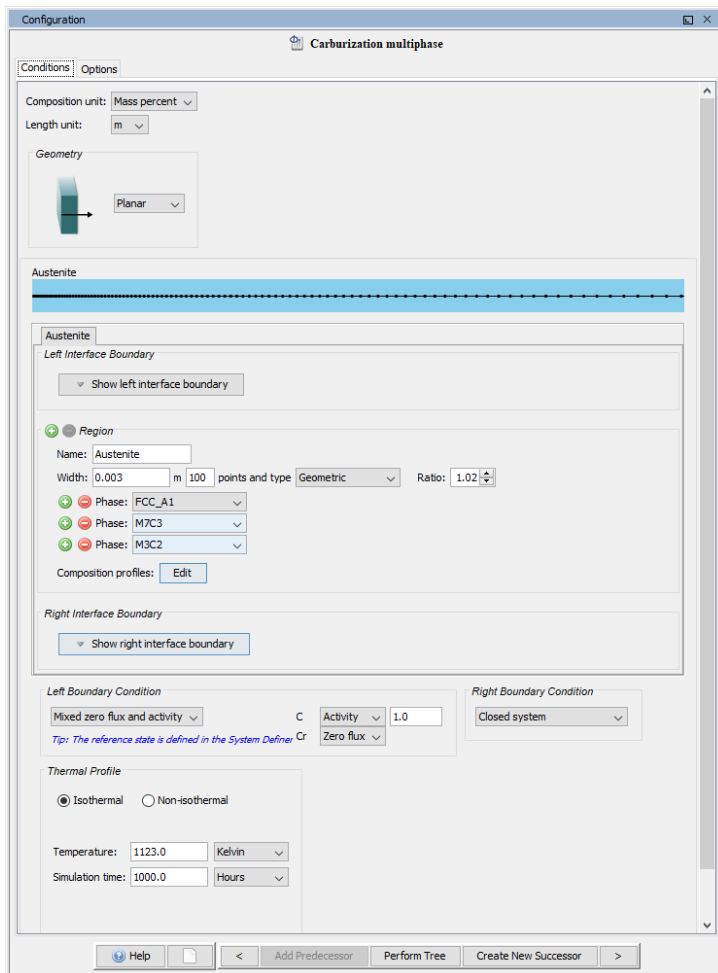 Configuration
Carburization multiphase
Conditions Options
Composition unit: Mass percent
Length unit: m
Geometry
Planar
Austenite
Austenite
Left Interface Boundary
Show left interface boundary
Region
Name: Austenite
Width: 0.003 m 100 points and type Geometric Ratio: 1.02
Phase: FCC_A1
Phase: M7C3
Phase: M3C2
Composition profiles: Edit
Right Interface Boundary
Show right interface boundary
Left Boundary Condition Right Boundary Condition
Mixed zero flux and activity C Activity 1.0 Closed system
Tip: The reference state is defined in the System Definer Cr Zero flux
Thermal Profile
Isothermal Non-isothermal
Temperature: 1123.0 Kelvin
Simulation time: 1000.0 Hours
Help < Add Predecessor Perform Tree Create New Successor >